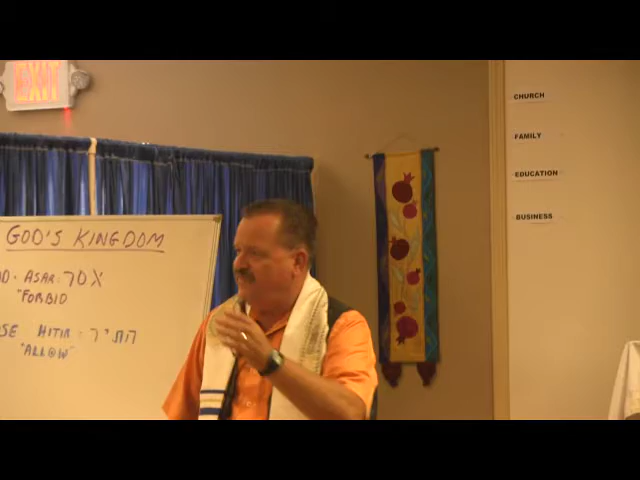 EXIT
GOD'S KINGDOM
ASAR: אסר
"FORBID
HITIR : התיר
"ALLOW"
CHURCH
FAMILY
EDUCATION
BUSINESS